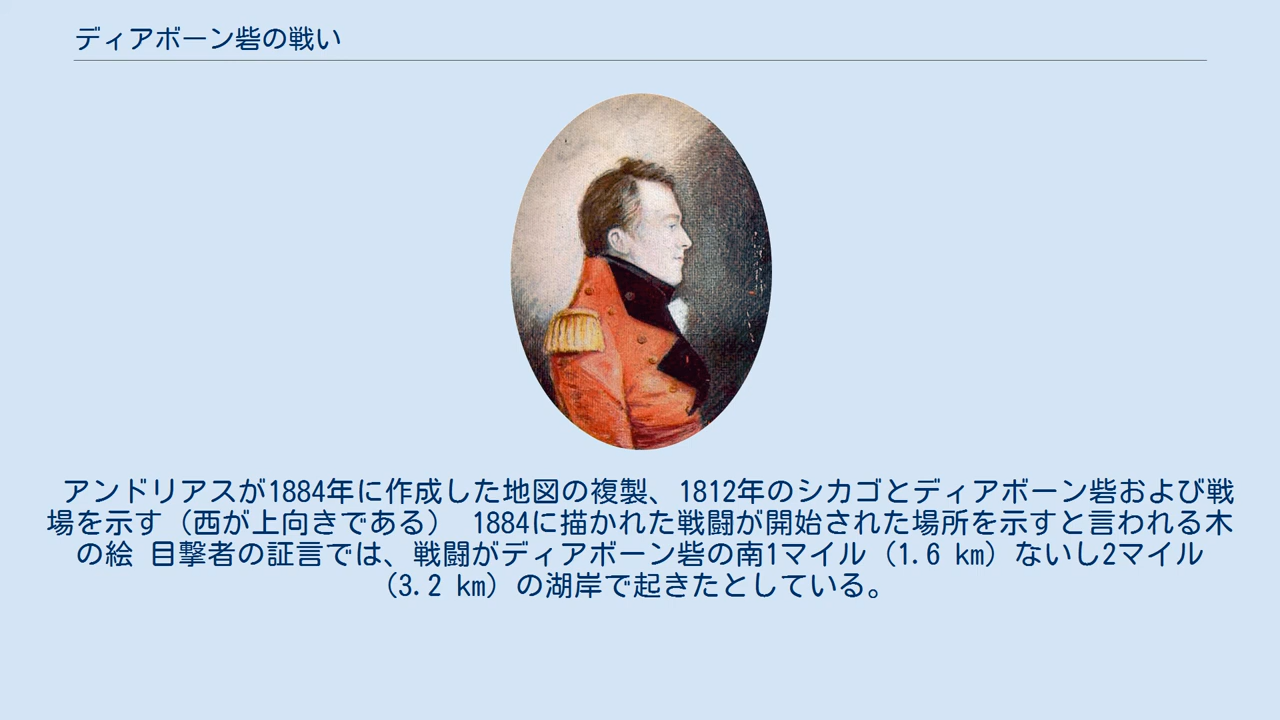 ディアボーン砦の戦い
アンドリアスが1884年に作成した地図の複製、1812年のシカゴとディアボーン砦および戦
場を示す（西が上向きである） 1884に描かれた戦闘が開始された場所を示すと言われる木
の絵 目撃者の証言では、戦闘がディアボーン砦の南1マイル（1.6 km）ないし2マイル
（3.2 km）の湖岸で起きたとしている。